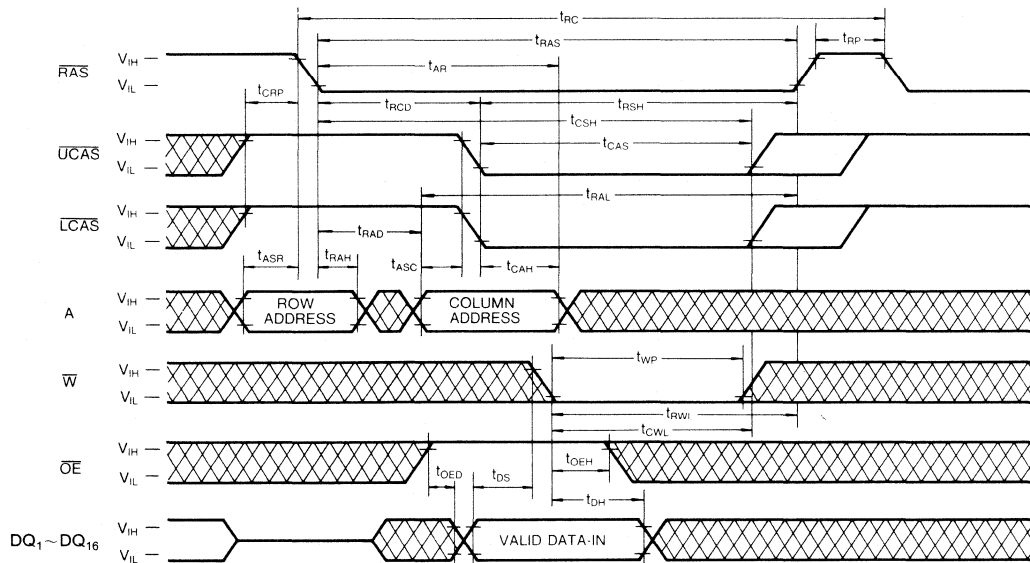 tRC
tRAS
tRP
tAR
RAS
VIH
VIL
tCRP
tRCD
tRSH
tCSH
UCAS
VIH
VIL
tCAS
tRAL
LCAS
VIH
VIL
tRAD
tASR
tRAH
tASC
tCAH
A
VIH
VIL
ROW ADDRESS
COLUMN ADDRESS
W
VIH
VIL
tWP
tRWL
tCWL
OE
VIH
VIL
tOED
tDS
tOEH
tDH
DQ1~DQ16
VIH
VIL
VALID DATA-IN